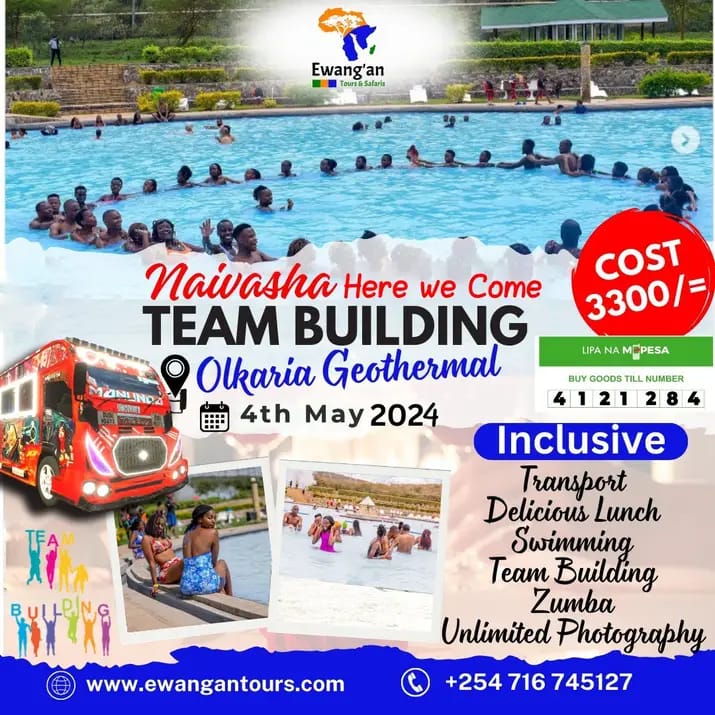 Ewang'an
Tours & Safaris
Naivasha Here we Come
COST
3300/=
TEAM BUILDING
Olkaria Geothermal
4th May 2024
LIPA NA M-PESA
BUY GOODS TILL NUMBER
4 1 2 1 2 8 4
Inclusive
Transport
Delicious Lunch
Swimming
Team Building
Zumba
Unlimited Photography
TEAM
BUILDING
www.ewangantours.com
+254 716 745127